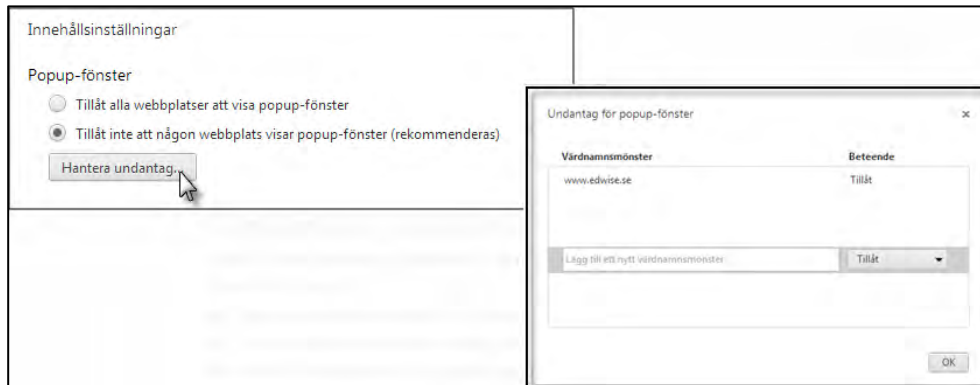 Innehållsinställningar
Popup-fönster
Tillåt alla webbplatser att visa popup-fönster
Tillåt inte att någon webbplats visar popup-fönster (rekommenderas)
Hantera undantag...
Undantag för popup-fönster
Värdnamnsmönster Beteende
www.edwise.se Tillåt
Lägg till ett nytt värdnamnsmönster Tillåt
OK